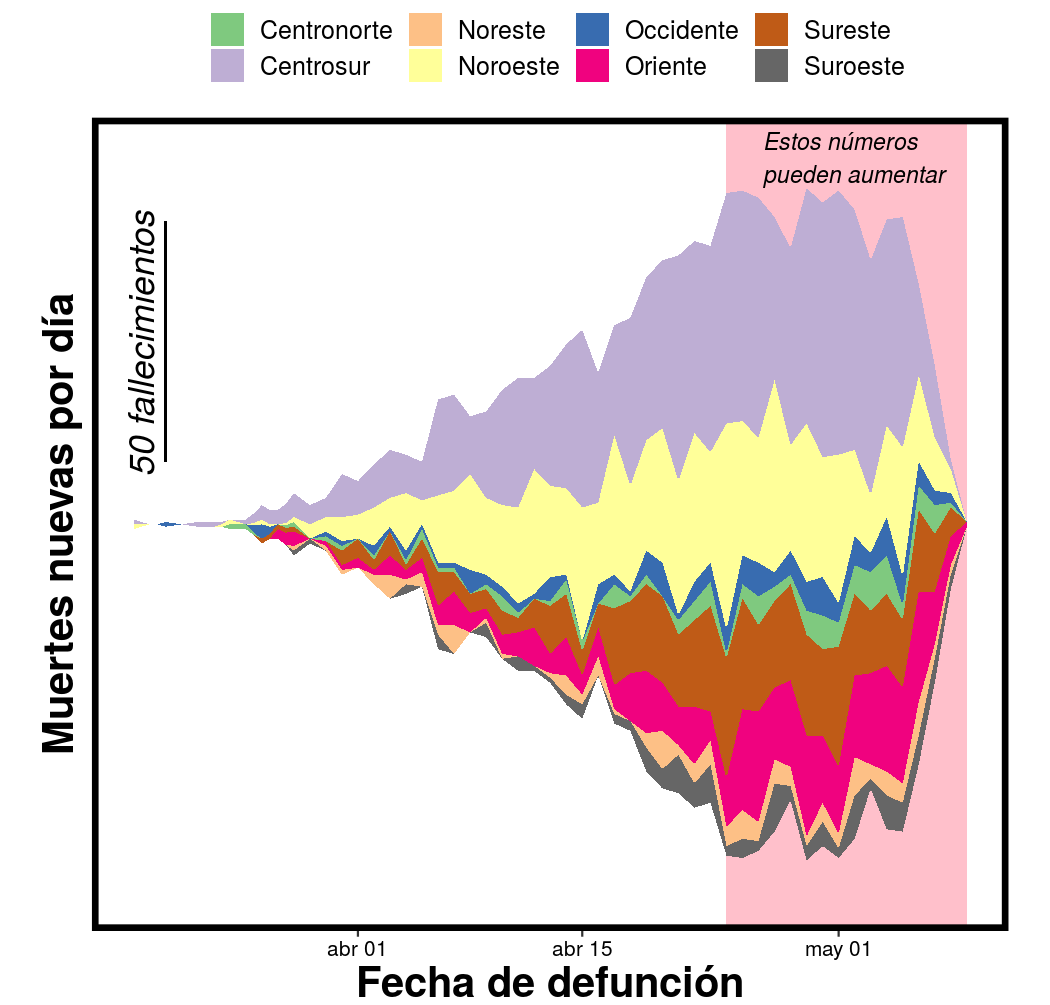 Centronorte Noreste Occidente Sureste
Centrosur Noroeste Oriente Suroeste
Estos números
pueden aumentar
50 fallecimientos
Muertes nuevas por día
abr 01 abr 15 may 01
Fecha de defunción